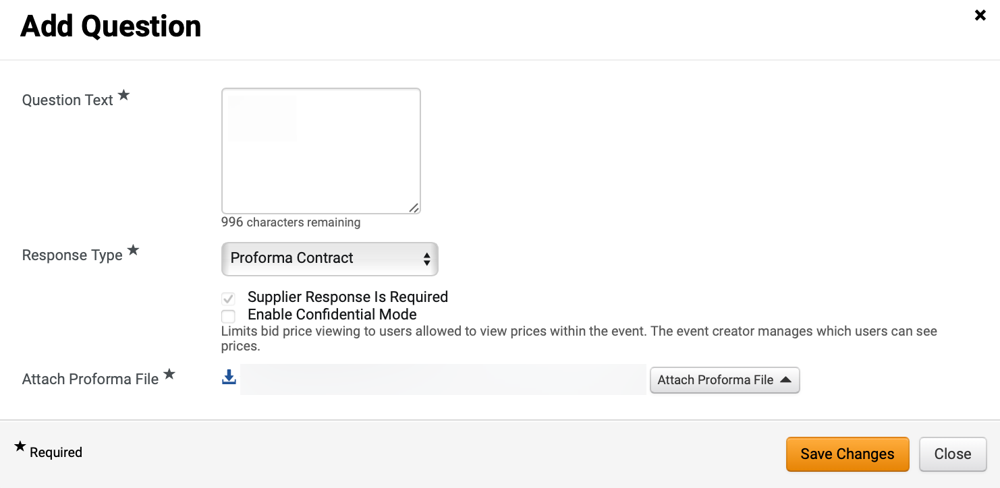 Add Question
Question Text ★
996 characters remaining
Response Type ★
Proforma Contract
Supplier Response Is Required
Enable Confidential Mode
Limits bid price viewing to users allowed to view prices within the event. The event creator manages which users can see
prices.
Attach Proforma File ★
Attach Proforma File
★ Required
Save Changes
Close